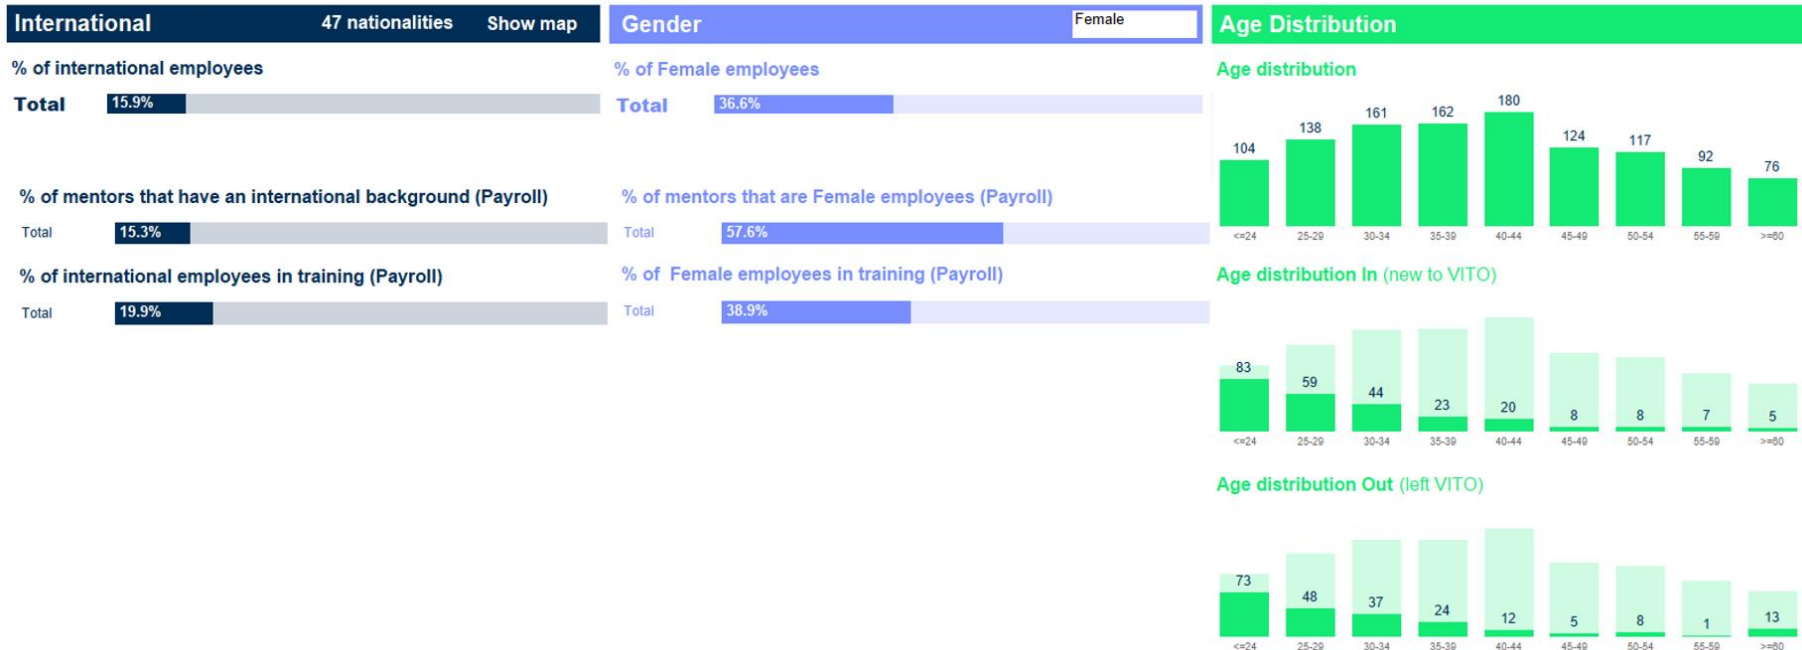 International 47 nationalities Show map
% of international employees
Total 15.9%
% of mentors that have an international background (Payroll)
Total 15.3%
% of international employees in training (Payroll)
Total 19.9%
Gender Female
% of Female employees
Total 36.6%
% of mentors that are Female employees (Payroll)
Total 57.6%
% of Female employees in training (Payroll)
Total 38.9%
Age Distribution
Age distribution
104 138 161 162 180 124 117 92 76
<=24 25-29 30-34 35-39 40-44 45-49 50-54 55-59 >=60
Age distribution In (new to VITO)
83 59 44 23 20 8 8 7 5
<=24 25-29 30-34 35-39 40-44 45-49 50-54 55-59 >=60
Age distribution Out (left VITO)
73 48 37 24 12 5 8 1 13
<=24 25-29 30-34 35-39 40-44 45-49 50-54 55-59 >=60